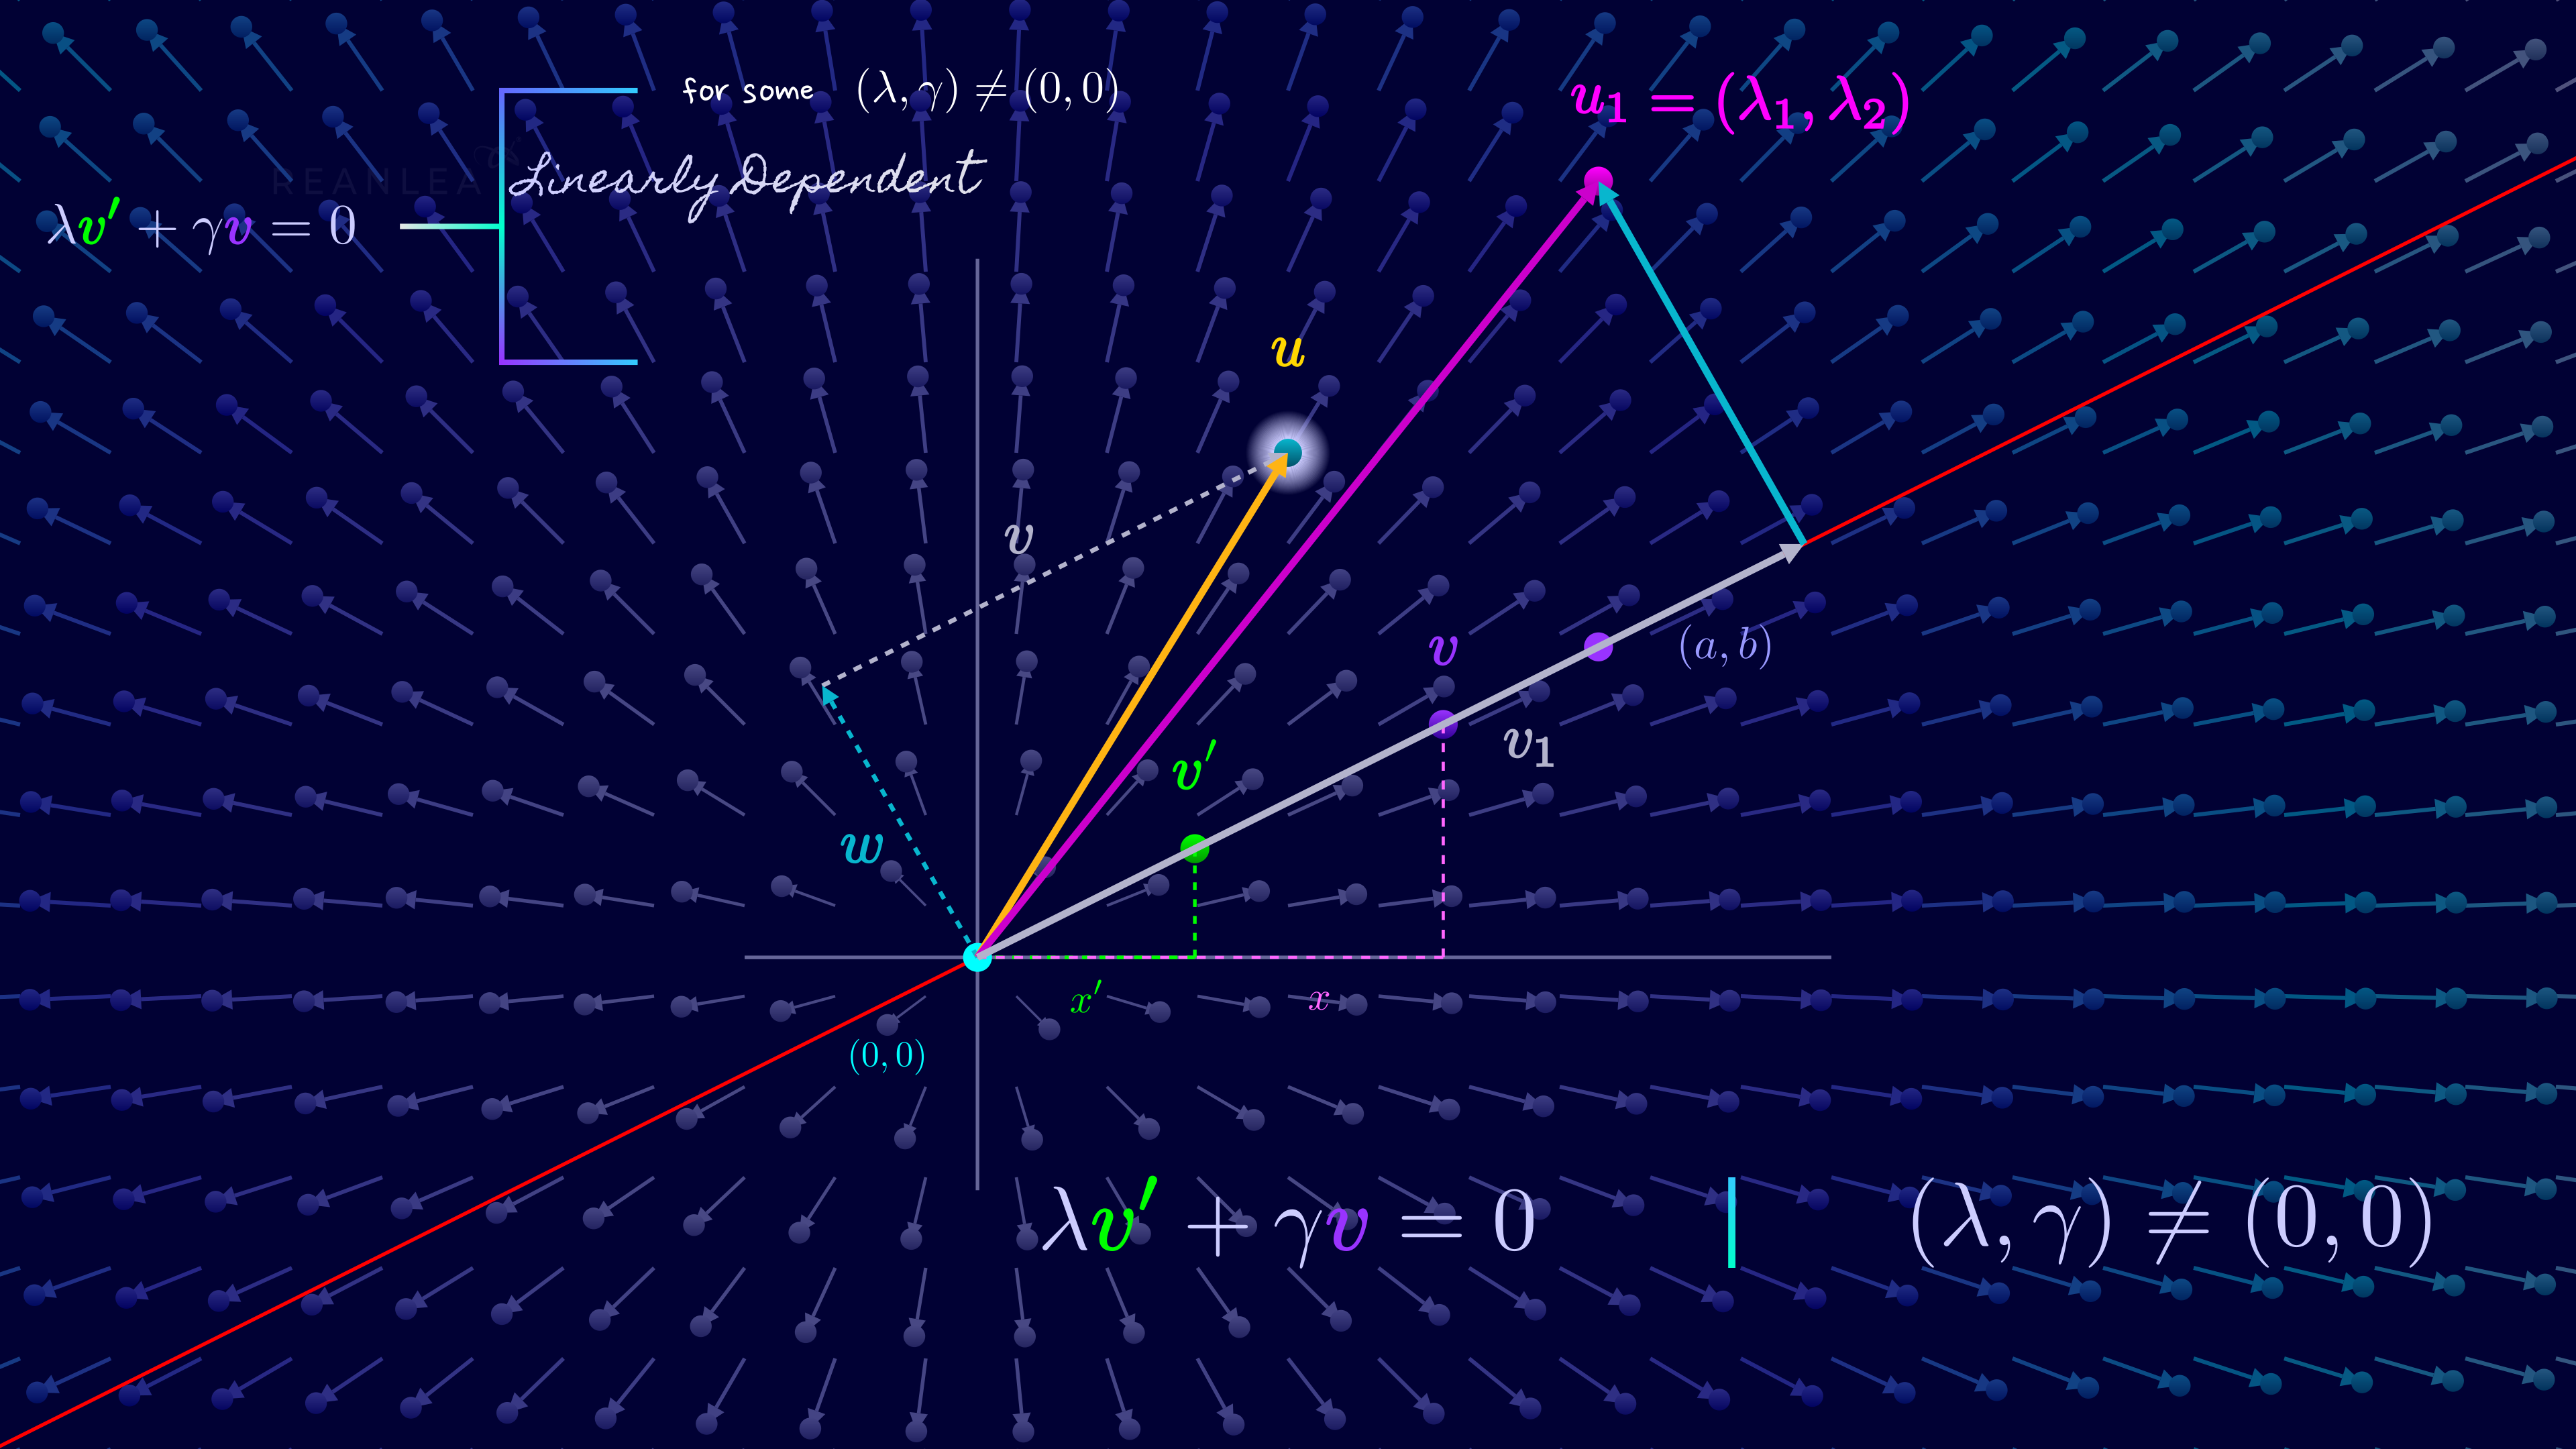 for some (λ, γ) ≠ (0, 0)
u₁ = (λ₁, λ₂)
REANLEA
Linearly Dependent
λv′ + γv = 0
u
v
v
(a, b)
v₁
v′
w
x′
x
(0, 0)
λv′ + γv = 0 | (λ, γ) ≠ (0, 0)